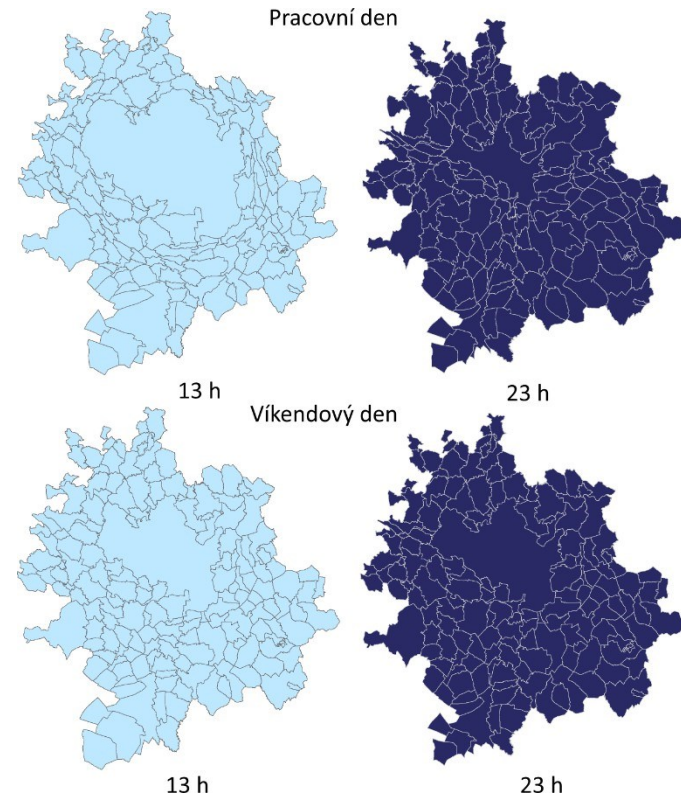 Pracovní den
13 h
23 h
Víkendový den
13 h
23 h